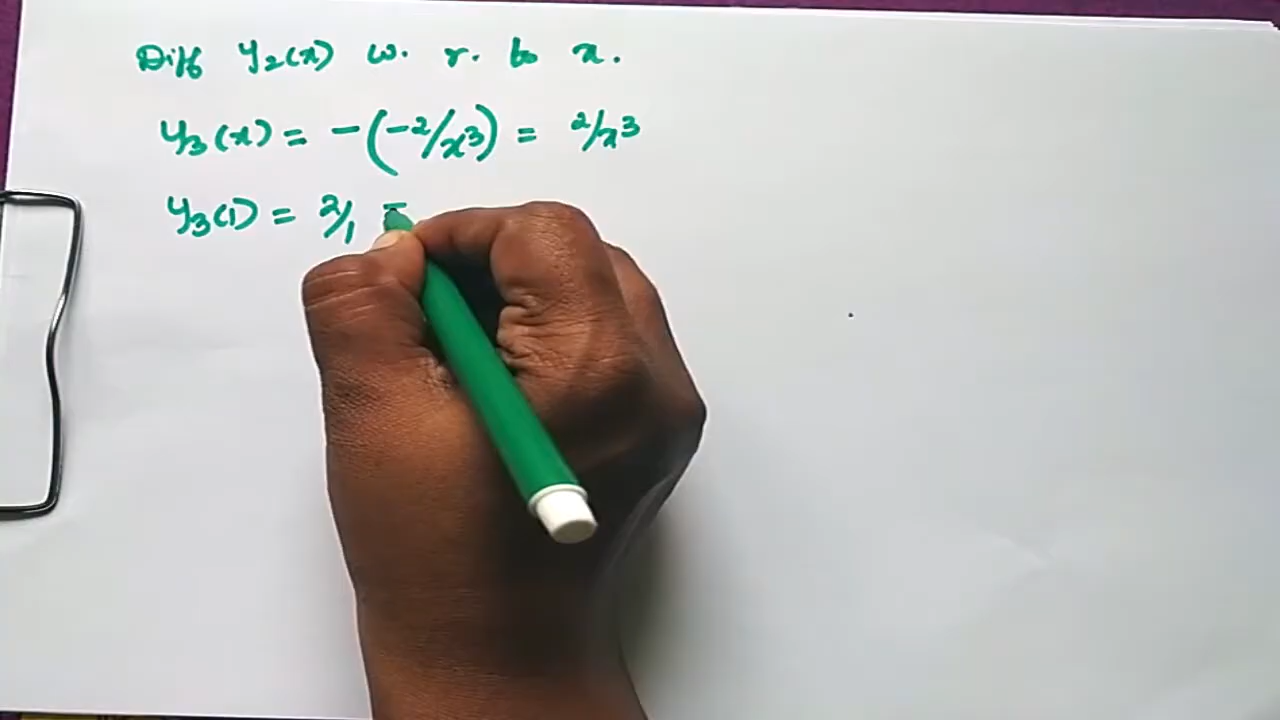 Diff y₂(x) w. r. to x.
y₃(x) = -(-2/x³) = 2/x³
y₃(1) = 2/1 =